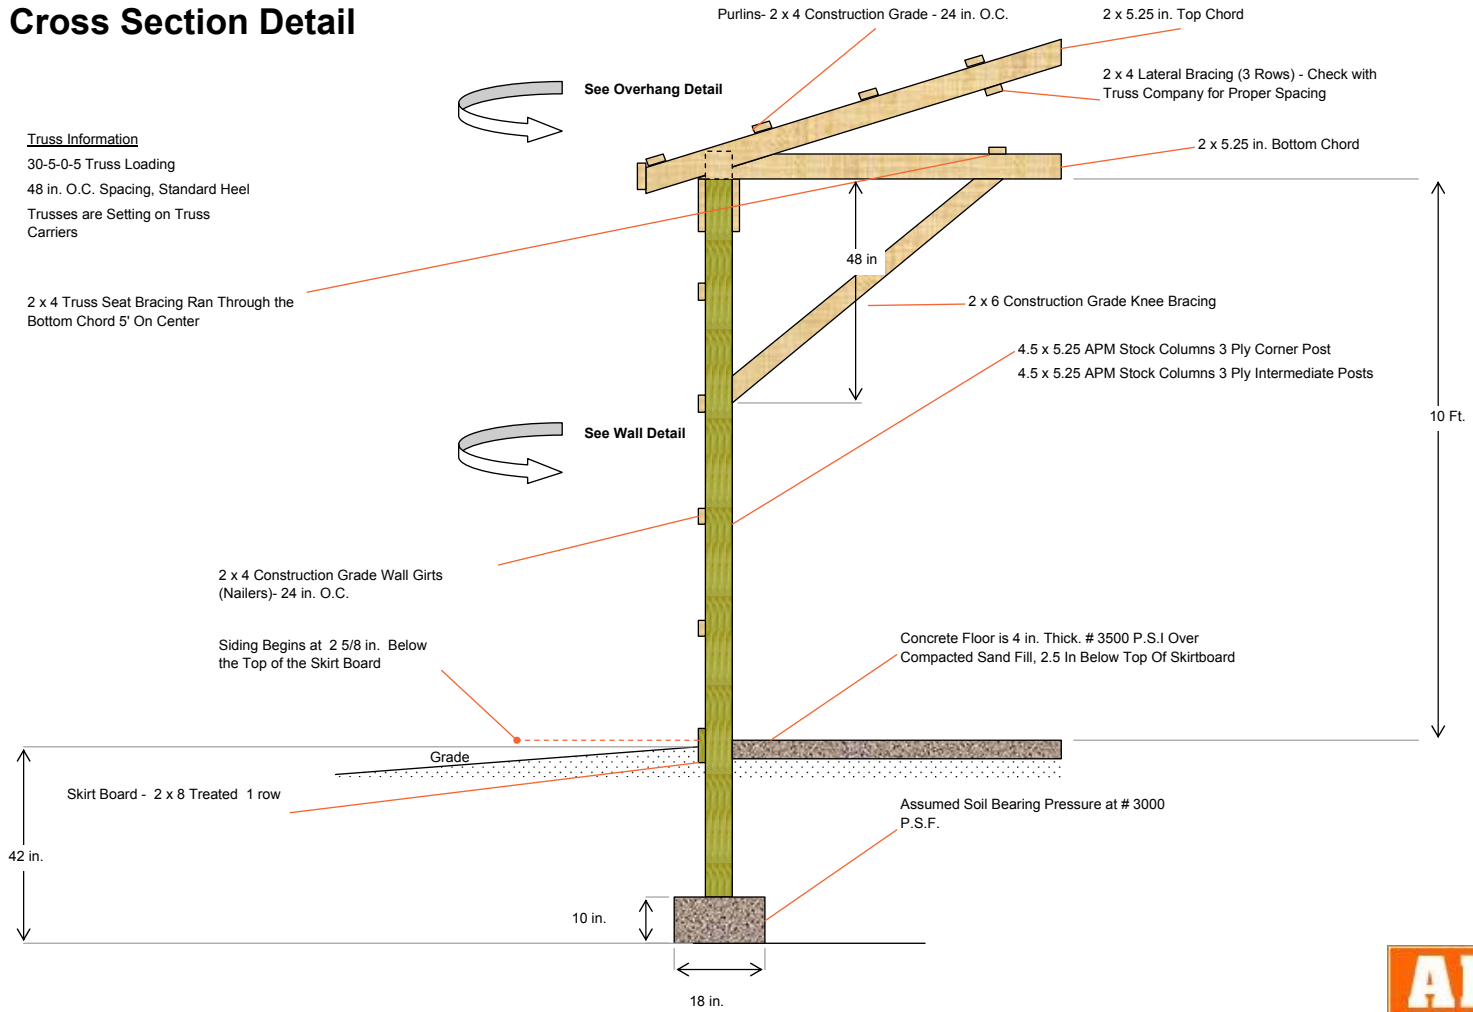 Cross Section Detail
Purlins- 2 x 4 Construction Grade - 24 in. O.C.
2 x 5.25 in. Top Chord
See Overhang Detail
2 x 4 Lateral Bracing (3 Rows) - Check with
Truss Company for Proper Spacing
Truss Information
30-5-0-5 Truss Loading
48 in. O.C. Spacing, Standard Heel
Trusses are Setting on Truss
Carriers
2 x 5.25 in. Bottom Chord
48 in
2 x 4 Truss Seat Bracing Ran Through the
Bottom Chord 5' On Center
2 x 6 Construction Grade Knee Bracing
4.5 x 5.25 APM Stock Columns 3 Ply Corner Post
4.5 x 5.25 APM Stock Columns 3 Ply Intermediate Posts
10 Ft.
See Wall Detail
2 x 4 Construction Grade Wall Girts
(Nailers)- 24 in. O.C.
Siding Begins at 2 5/8 in. Below
the Top of the Skirt Board
Concrete Floor is 4 in. Thick. # 3500 P.S.I Over
Compacted Sand Fill, 2.5 In Below Top Of Skirtboard
Grade
Skirt Board - 2 x 8 Treated 1 row
Assumed Soil Bearing Pressure at # 3000
P.S.F.
42 in.
10 in.
18 in.